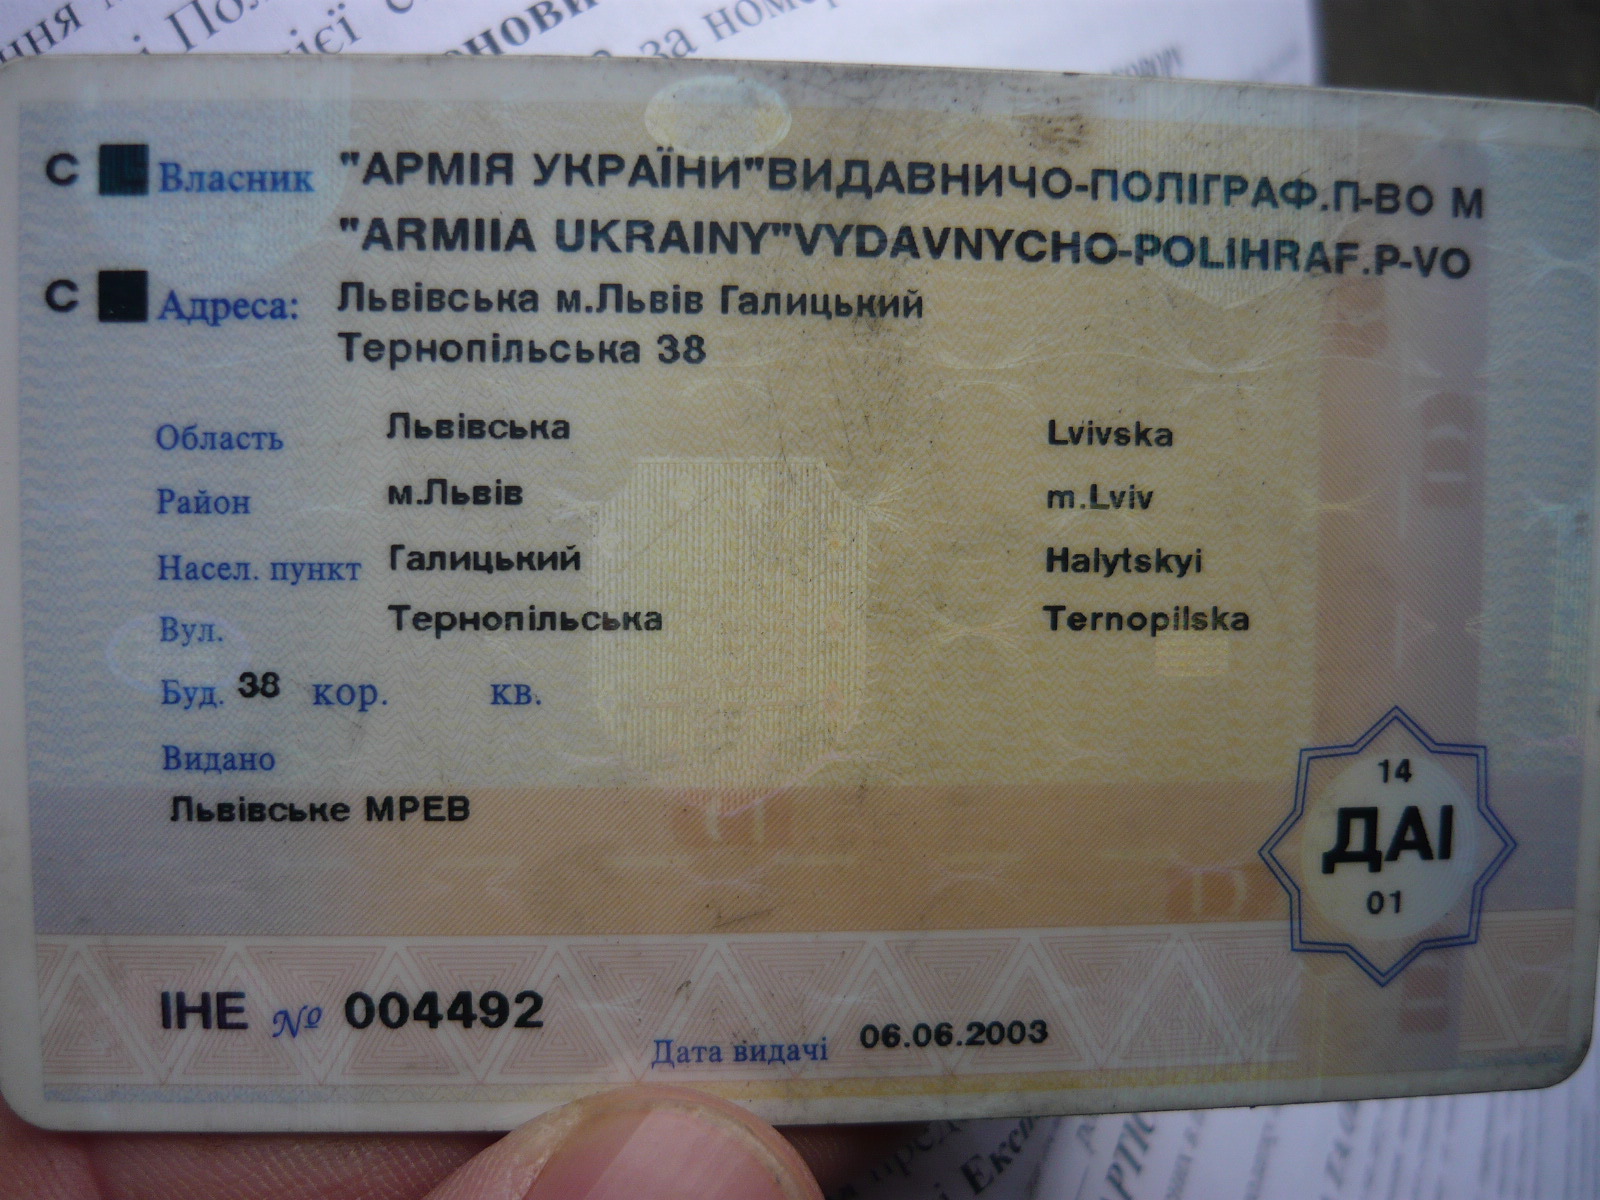 C Власник "АРМІЯ УКРАЇНИ"ВИДАВНИЧО-ПОЛІГРАФ.П-ВО М
"ARMIIA UKRAINY"VYDAVNYCHO-POLIHRAF.P-VO
C Адреса: Львівська м.Львів Галицький
Тернопільська 38
Область Львівська Lvivska
Район м.Львів m.Lviv
Насел. пункт Галицький Halytskyi
Вул. Тернопільська Ternopilska
Буд. 38 кор. кв.
Видано
Львівське МРЕВ
14
ДАІ
01
ІНЕ № 004492
Дата видачі 06.06.2003